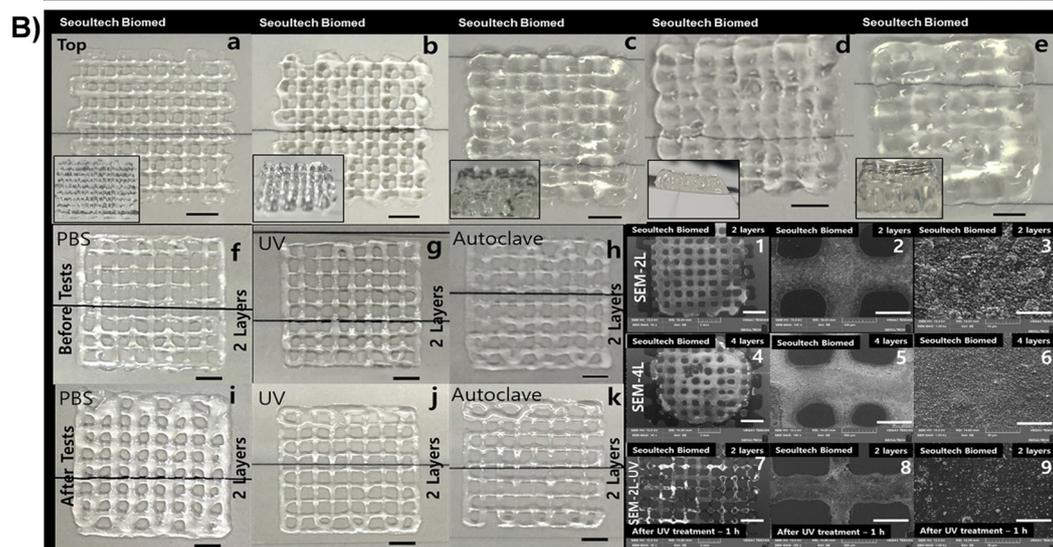 B)
Seoultech Biomed
Seoultech Biomed
Seoultech Biomed
Seoultech Biomed
Seoultech Biomed
Top
a
b
c
d
e
PBS
f
UV
g
Autoclave
h
Before Tests
2 Layers
2 Layers
2 Layers
Seoultech Biomed
2 layers
1
Seoultech Biomed
2 layers
2
Seoultech Biomed
2 layers
3
SEM-2L
Seoultech Biomed
4 layers
4
Seoultech Biomed
4 layers
5
Seoultech Biomed
4 layers
6
SEM-4L
PBS
i
UV
j
Autoclave
k
After Tests
2 Layers
2 Layers
2 Layers
Seoultech Biomed
2 layers
7
Seoultech Biomed
2 layers
8
Seoultech Biomed
2 layers
9
SEM-2L-UV
After UV treatment – 1 h
After UV treatment – 1 h
After UV treatment – 1 h